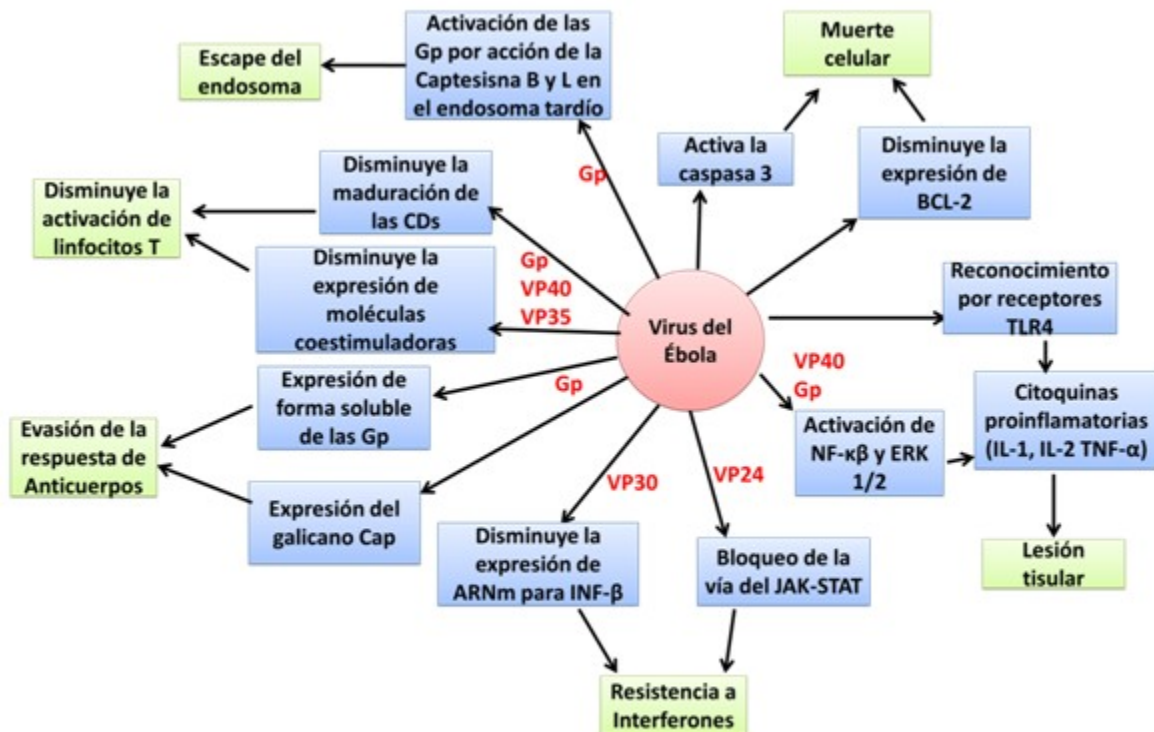 Activación de las
Gp por acción de la
Captesisna B y L en
el endosoma tardío
Escape del
endosoma
Muerte
celular
Activa la
caspasa 3
Disminuye la
expresión de
BCL-2
Gp
Disminuye la
maduración de
las CDs
Disminuye la
activación de
linfocitos T
Disminuye la
expresión de
moléculas
coestimuladoras
Gp
VP40
VP35
Reconocimiento
por receptores
TLR4
Virus del
Ébola
VP40
Gp
Gp
Expresión de
forma soluble
de las Gp
Citoquinas
proinflamatorias
(IL-1, IL-2 TNF-α)
Activación de
NF-κβ y ERK
1/2
Evasión de la
respuesta de
Anticuerpos
VP30
VP24
Expresión del
galicano Cap
Disminuye la
expresión de
ARNm para INF-β
Bloqueo de la
vía del JAK-STAT
Lesión
tisular
Resistencia a
Interferones